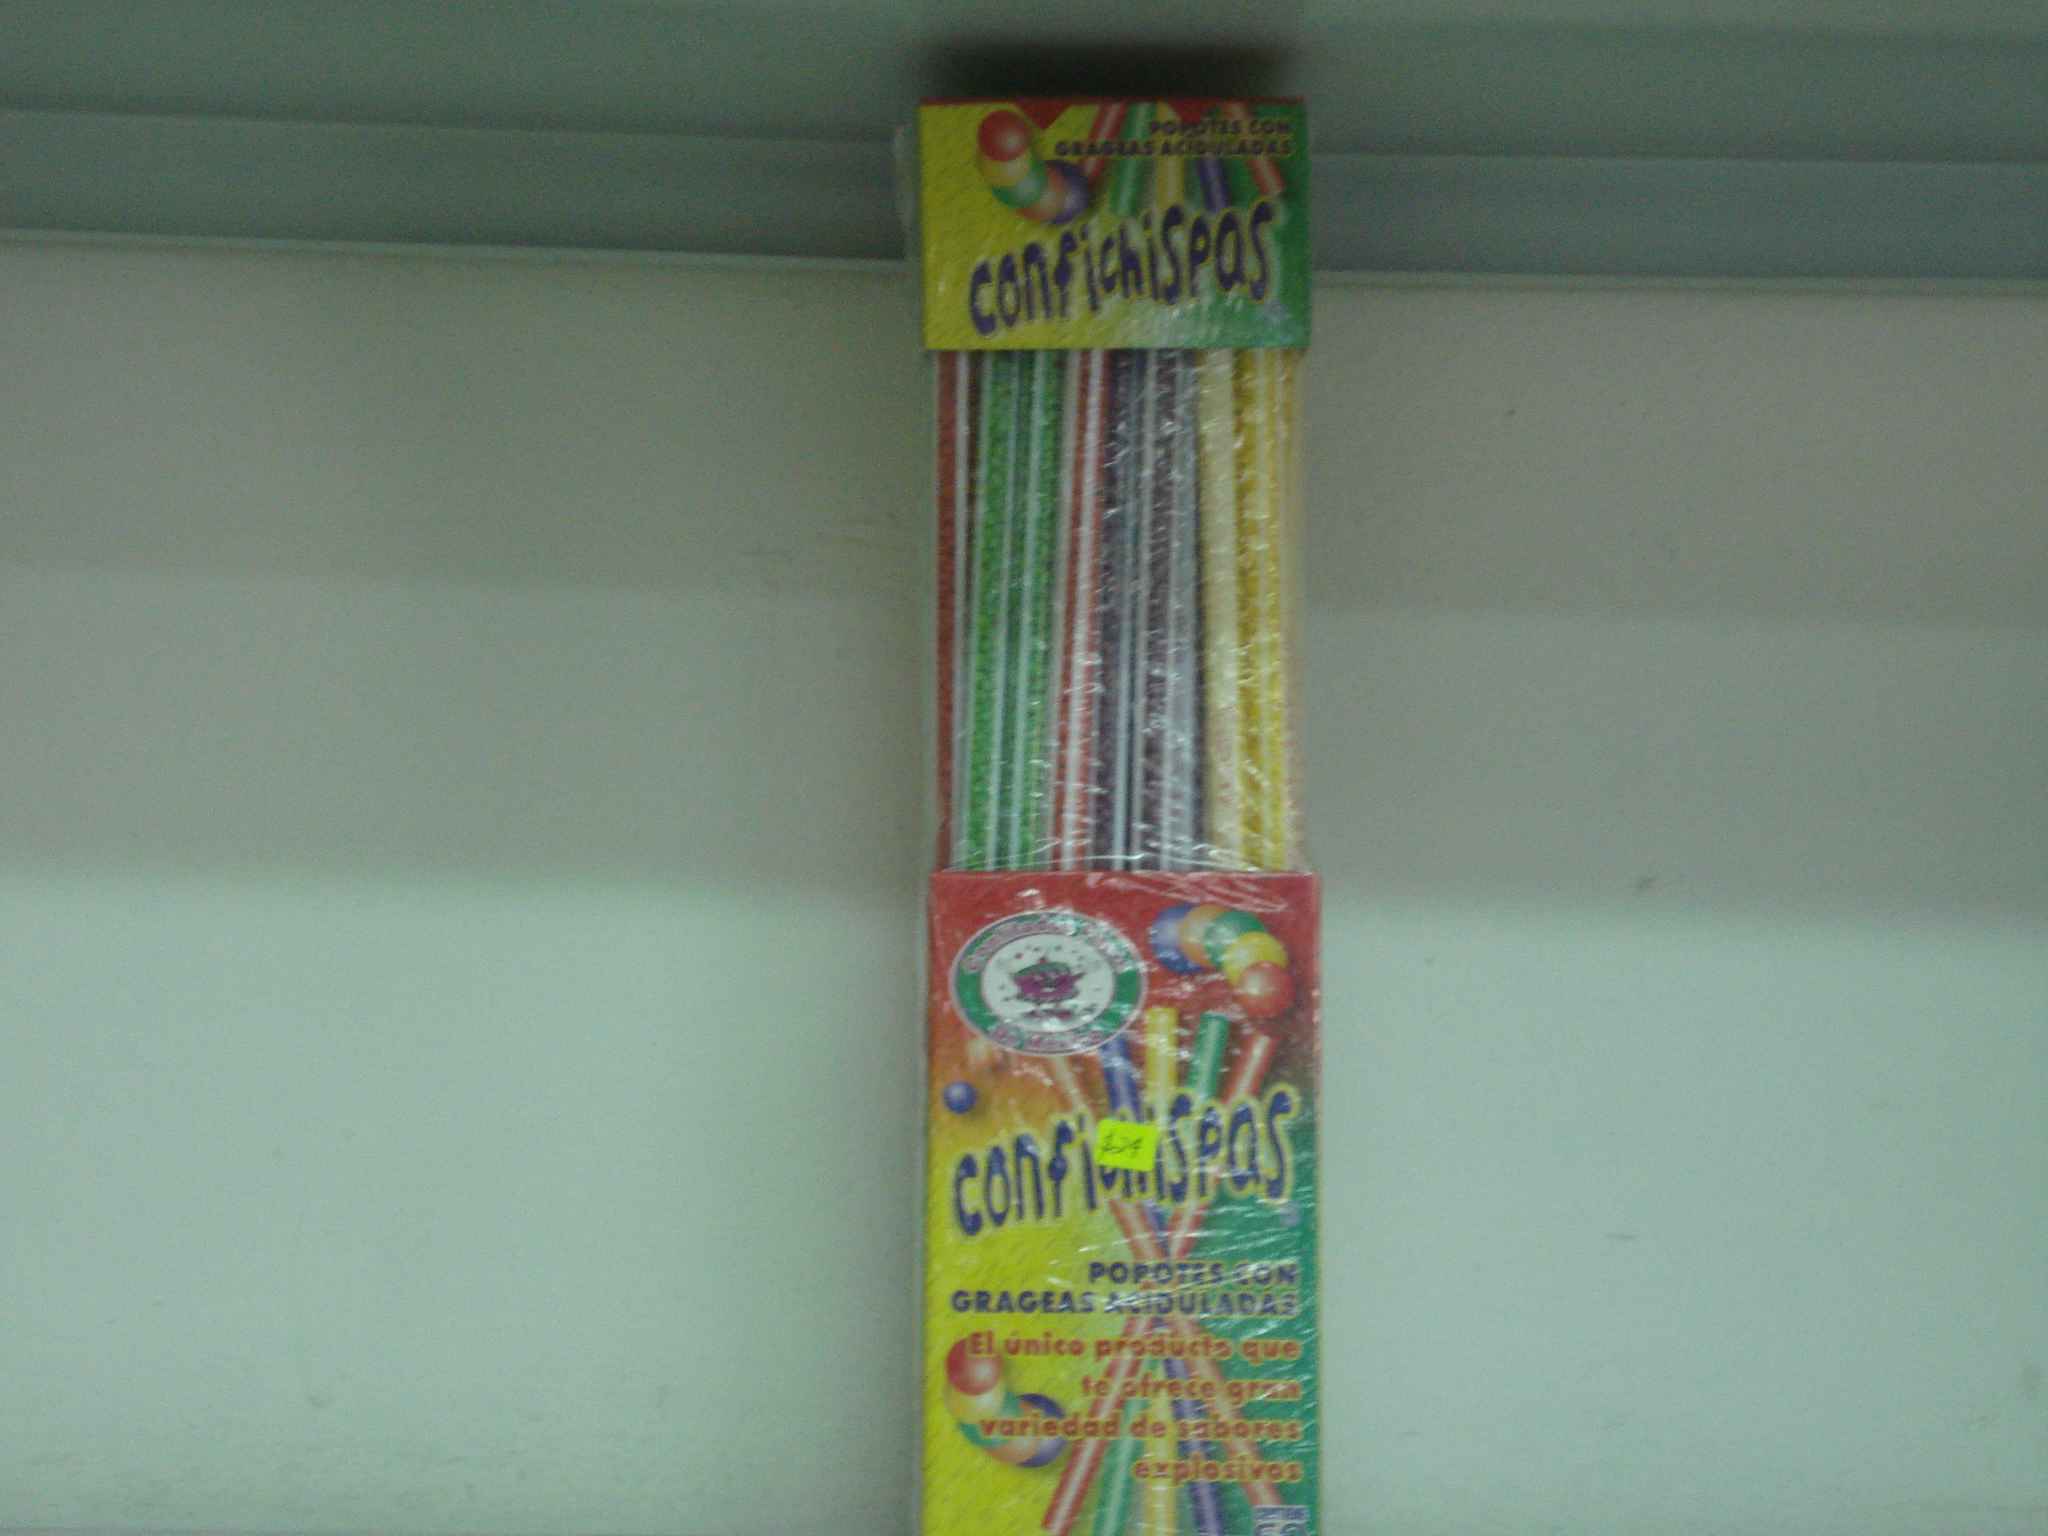 POPOTES CON
GRAGEAS ACIDULADAS
confichispas
confichispas
POPOTES CON
GRAGEAS ACIDULADAS
El único producto que
te ofrece gran
variedad de sabores
explosivos